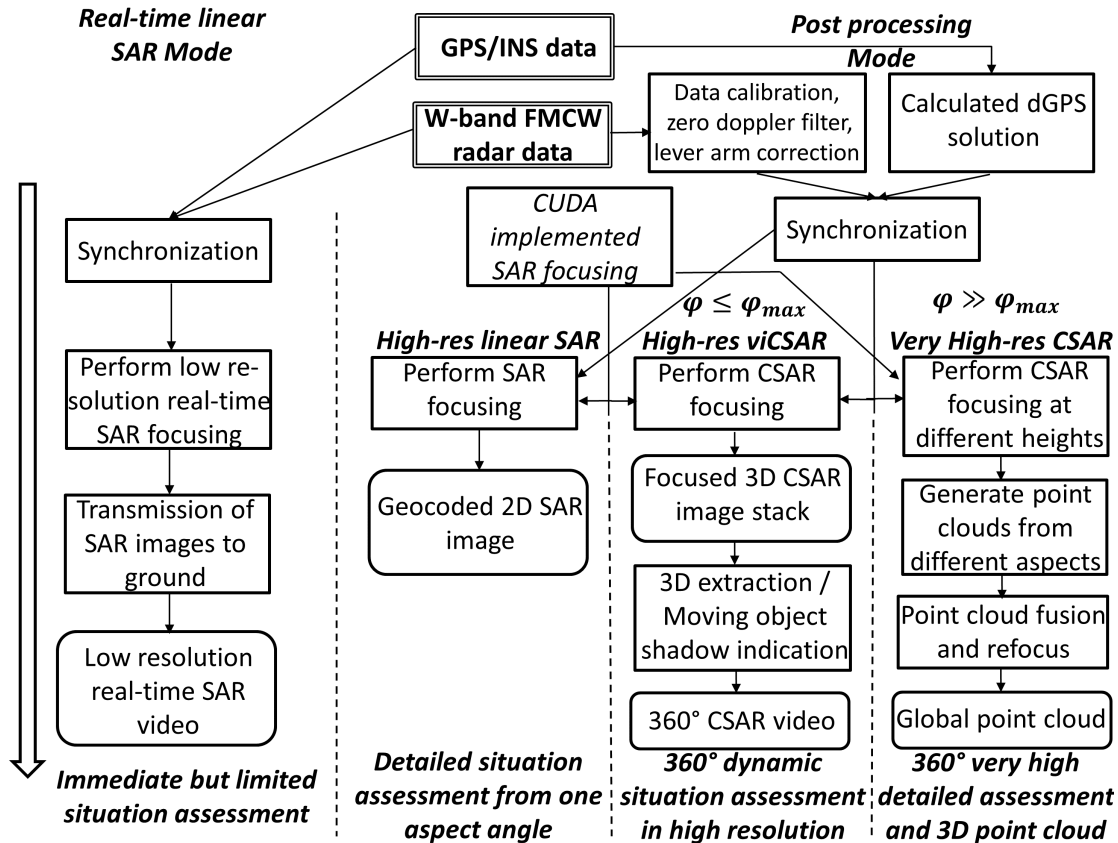 Real-time linear
SAR Mode
GPS/INS data
Post processing
Mode
W-band FMCW
radar data
Data calibration,
zero doppler filter,
lever arm correction
Calculated dGPS
solution
Synchronization
CUDA
implemented
SAR focusing
Synchronization
φ ≤ φmax
φ ≫ φmax
High-res linear SAR
High-res viCSAR
Very High-res CSAR
Perform low re-
solution real-time
SAR focusing
Transmission of
SAR images to
ground
Low resolution
real-time SAR
video
Immediate but limited
situation assessment
Perform SAR
focusing
Geocoded 2D SAR
image
Detailed situation
assessment from one
aspect angle
Perform CSAR
focusing
Focused 3D CSAR
image stack
3D extraction /
Moving object
shadow indication
360° CSAR video
360° dynamic
situation assessment
in high resolution
Perform CSAR
focusing at
different heights
Generate point
clouds from
different aspects
Point cloud fusion
and refocus
Global point cloud
360° very high
detailed assessment
and 3D point cloud